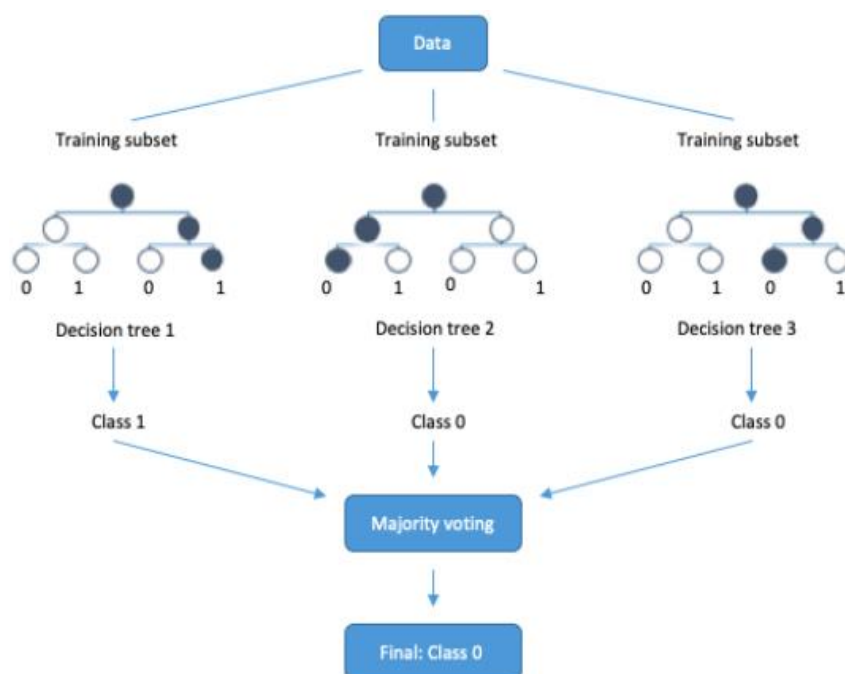 Data
Training subset Training subset Training subset
0 1 0 1 0 1 0 1 0 1 0 1
Decision tree 1 Decision tree 2 Decision tree 3
Class 1 Class 0 Class 0
Majority voting
Final: Class 0